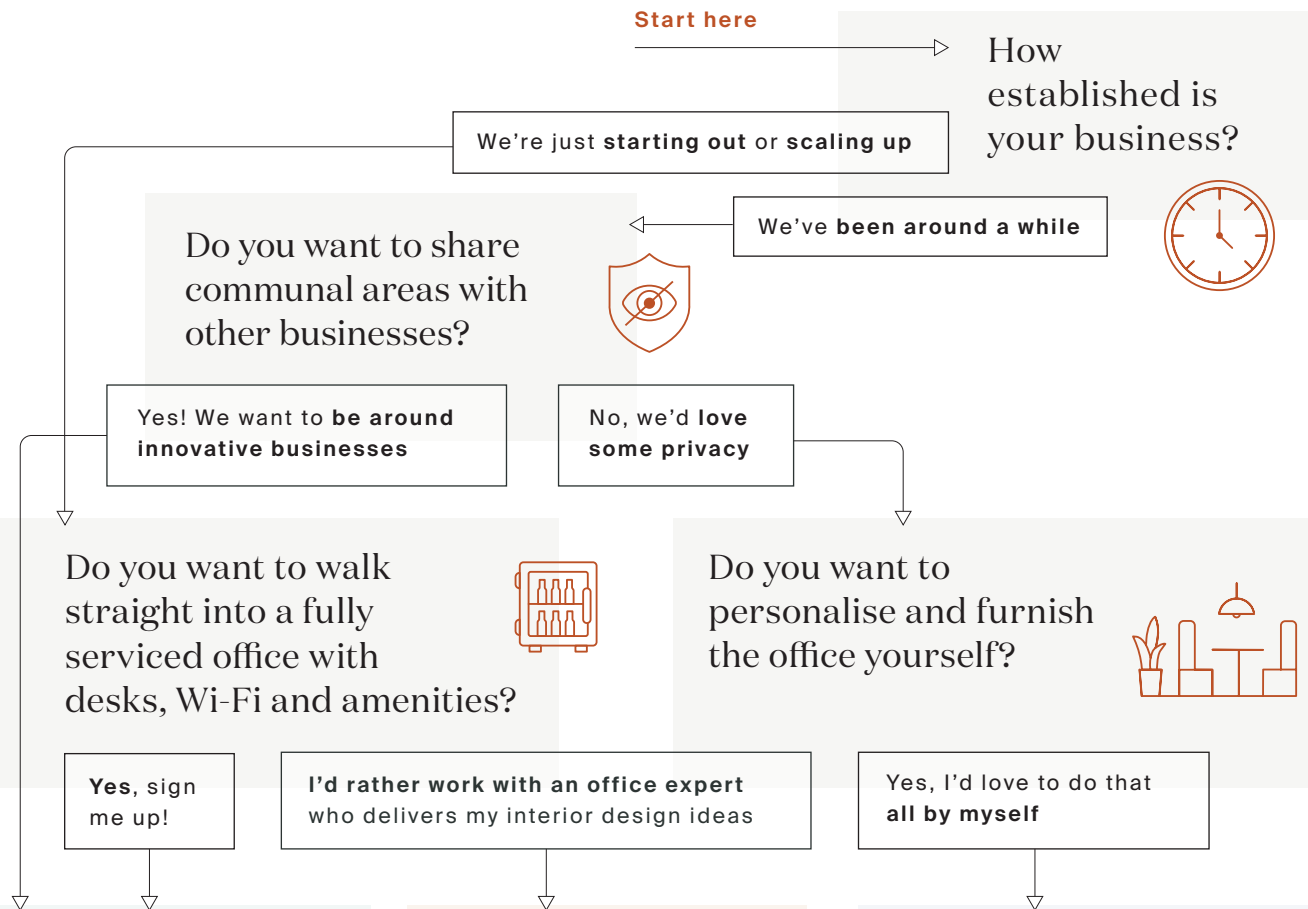 Start here
How
established is
your business?
We’re just starting out or scaling up
We’ve been around a while
Do you want to share
communal areas with
other businesses?
Yes! We want to be around
innovative businesses
No, we’d love
some privacy
Do you want to walk
straight into a fully
serviced office with
desks, Wi-Fi and amenities?
Do you want to
personalise and furnish
the office yourself?
Yes, sign
me up!
I’d rather work with an office expert
who delivers my interior design ideas
Yes, I’d love to do that
all by myself